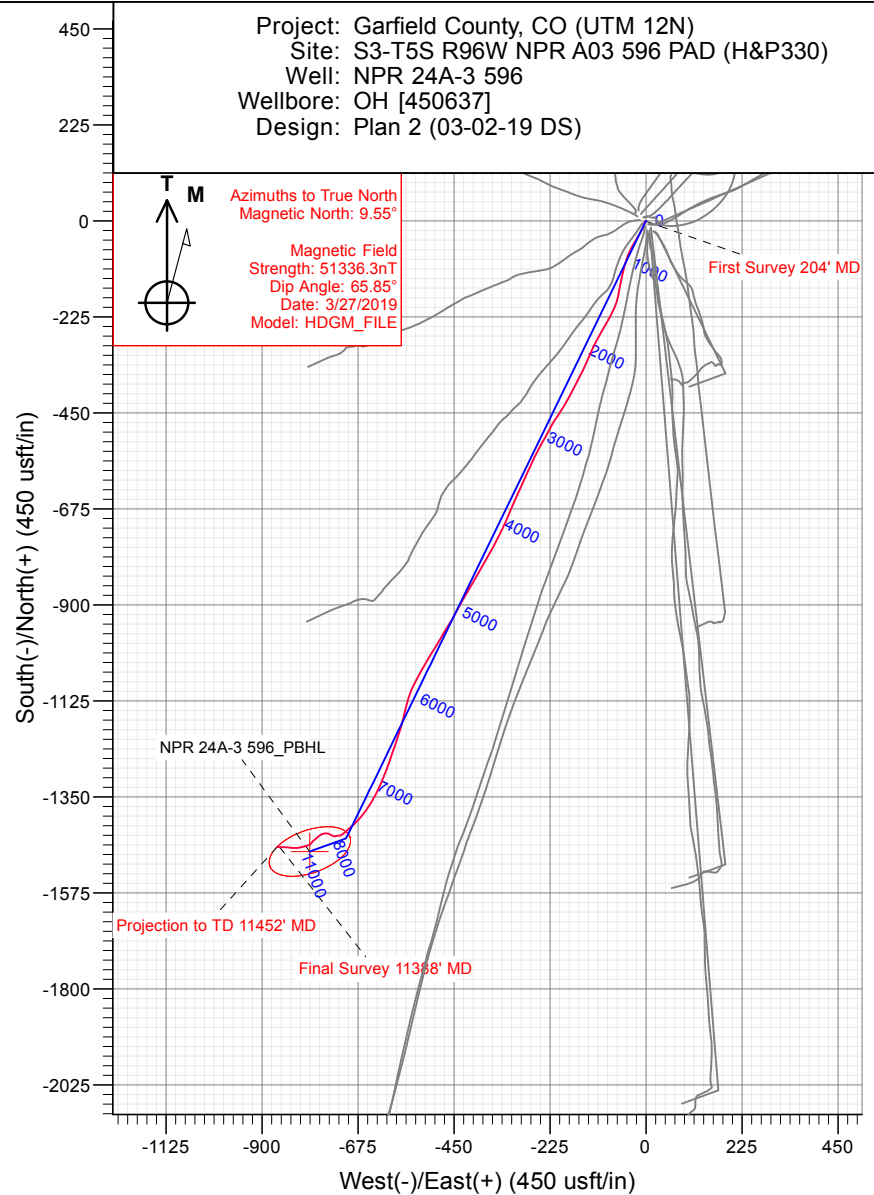 Project: Garfield County, CO (UTM 12N)
Site: S3-T5S R96W NPR A03 596 PAD (H&P330)
Well: NPR 24A-3 596
Wellbore: OH [450637]
Design: Plan 2 (03-02-19 DS)
T
M
Azimuths to True North
Magnetic North: 9.55°
Magnetic Field
Strength: 51336.3nT
Dip Angle: 65.85°
Date: 3/27/2019
Model: HDGM_FILE
450
225
0
-225
-450
-675
-900
-1125
-1350
-1575
-1800
-2025
South(-)/North(+) (450 usft/in)
0
First Survey 204' MD
1000
2000
3000
4000
5000
6000
7000
8000
11000
NPR 24A-3 596_PBHL
Projection to TD 11452' MD
Final Survey 11388' MD
-1125
-900
-675
-450
-225
0
225
450
West(-)/East(+) (450 usft/in)